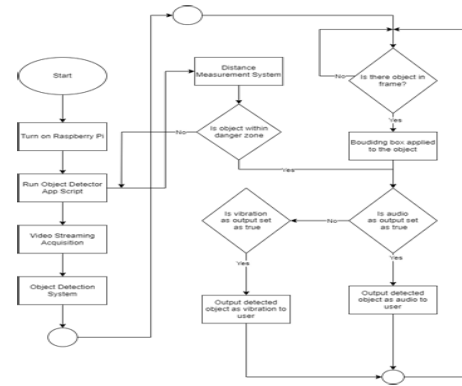 Start
Turn on Raspberry Pi
Run Object Detector
App Script
Video Streaming
Acquisition
Object Detection
System
Distance
Measurement System
Is object within
danger zone
No
Yes
Is there object in
frame?
No
Yes
Boudidng box applied
to the object
Is audio
as output set
as true
No
Yes
Is vibration
as output set
as true
Yes
Output detected
object as vibration to
user
Output detected
object as audio to
user